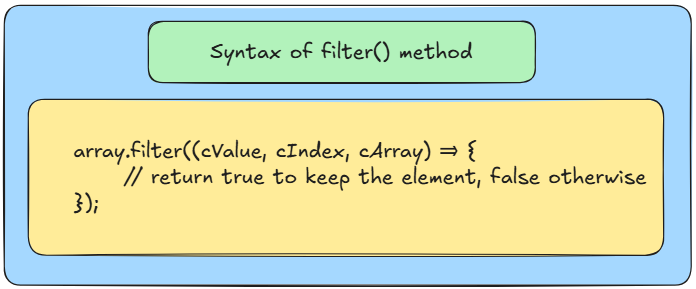 Syntax of filter() method
array.filter((cValue, cIndex, cArray) => {
// return true to keep the element, false otherwise
});